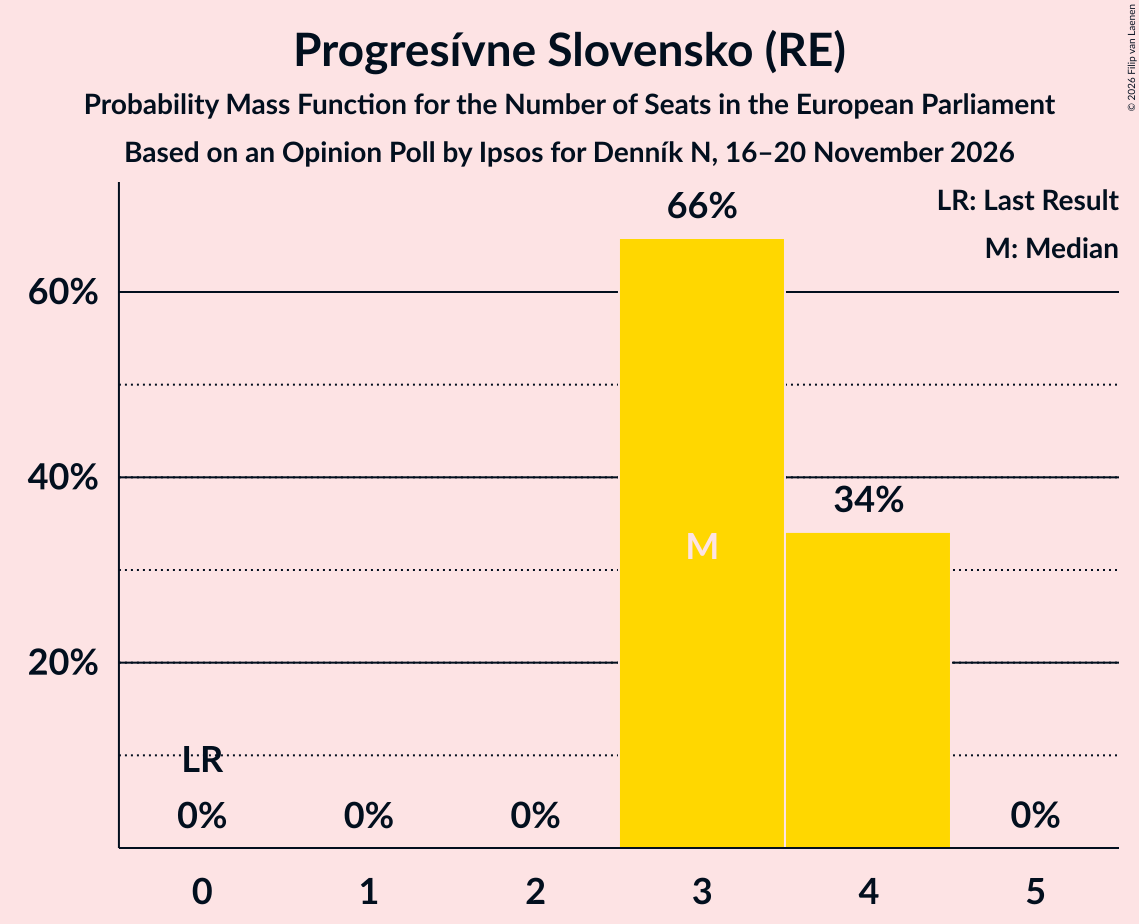 Progresívne Slovensko (RE)
Probability Mass Function for the Number of Seats in the European Parliament
Based on an Opinion Poll by Ipsos for Denník N, 16–20 November 2026
© 2026 Filip van Laenen
LR: Last Result
M: Median
66%
60%
40%
34%
M
20%
LR
0%
0%
0%
0%
0
1
2
3
4
5